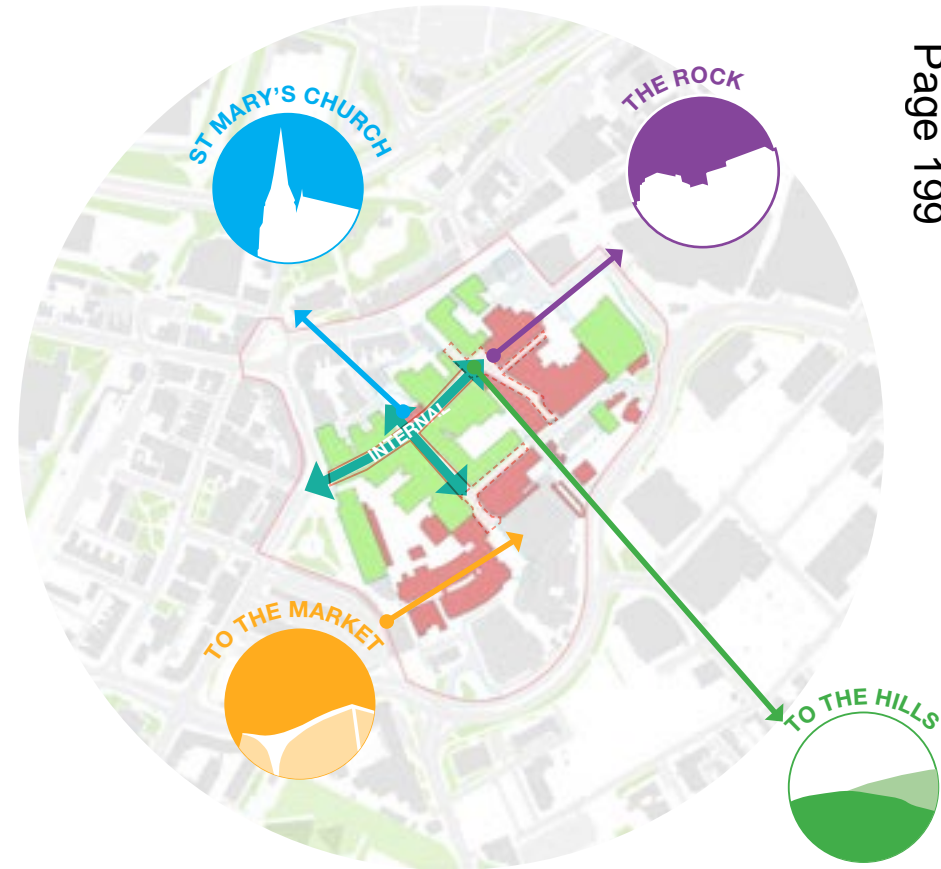 Page 199
ST MARY'S CHURCH
THE ROCK
INTERNAL
TO THE MARKET
TO THE HILLS